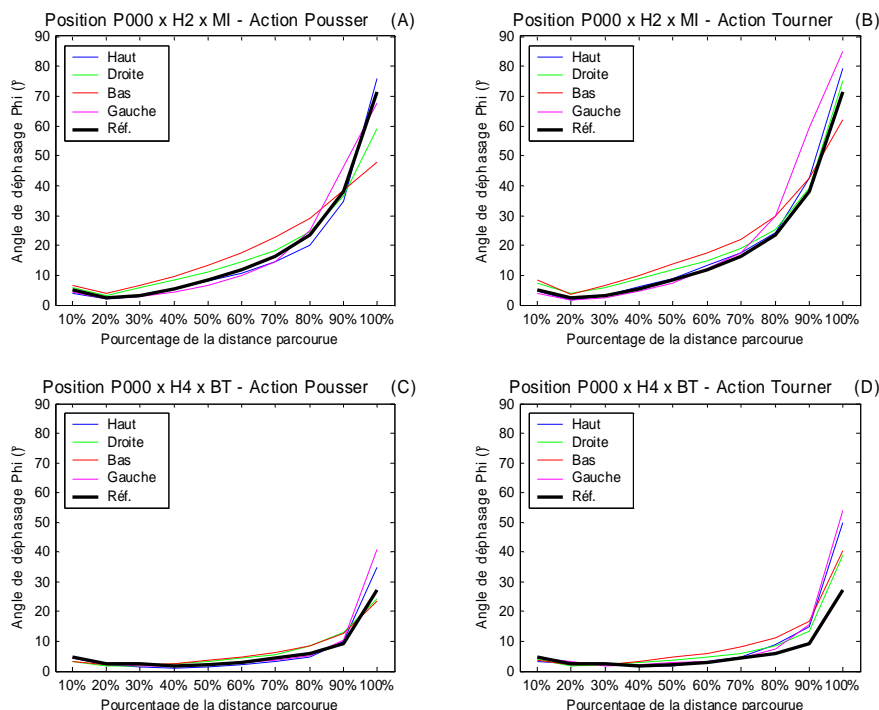 Position P000 x H2 x MI - Action Pousser (A)
90
80
70
60
50
40
30
20
10
0
Angle de déphasage Phi (°)
Haut
Droite
Bas
Gauche
Réf.
10% 20% 30% 40% 50% 60% 70% 80% 90% 100%
Pourcentage de la distance parcourue
Position P000 x H2 x MI - Action Tourner (B)
90
80
70
60
50
40
30
20
10
0
Angle de déphasage Phi (°)
Haut
Droite
Bas
Gauche
Réf.
10% 20% 30% 40% 50% 60% 70% 80% 90% 100%
Pourcentage de la distance parcourue
Position P000 x H4 x BT - Action Pousser (C)
90
80
70
60
50
40
30
20
10
0
Angle de déphasage Phi (°)
Haut
Droite
Bas
Gauche
Réf.
10% 20% 30% 40% 50% 60% 70% 80% 90% 100%
Pourcentage de la distance parcourue
Position P000 x H4 x BT - Action Tourner (D)
90
80
70
60
50
40
30
20
10
0
Angle de déphasage Phi (°)
Haut
Droite
Bas
Gauche
Réf.
10% 20% 30% 40% 50% 60% 70% 80% 90% 100%
Pourcentage de la distance parcourue